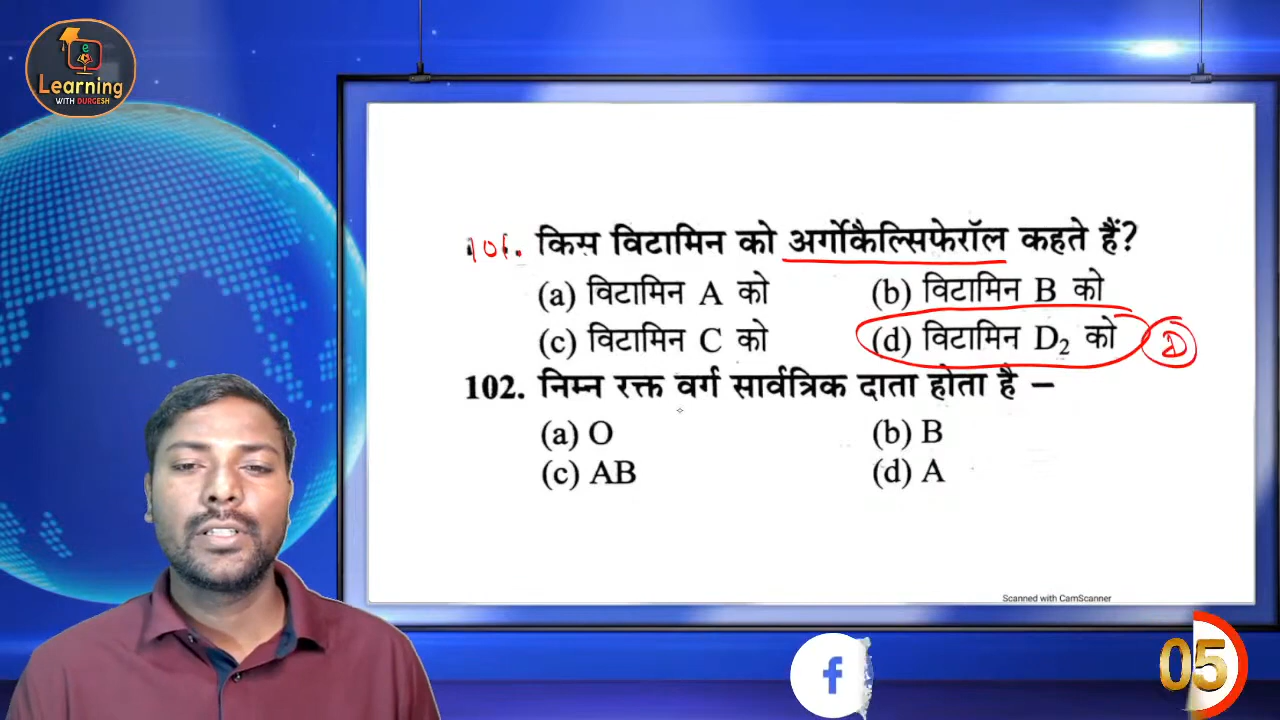 e
Learning
WITH DURGESH
101. किस विटामिन को अर्गोकैल्सिफेरॉल कहते हैं?
(a) विटामिन A को (b) विटामिन B को
(c) विटामिन C को (d) विटामिन D₂ को D
102. निम्न रक्त वर्ग सार्वत्रिक दाता होता है –
(a) O (b) B
(c) AB (d) A
Scanned with CamScanner
f
05